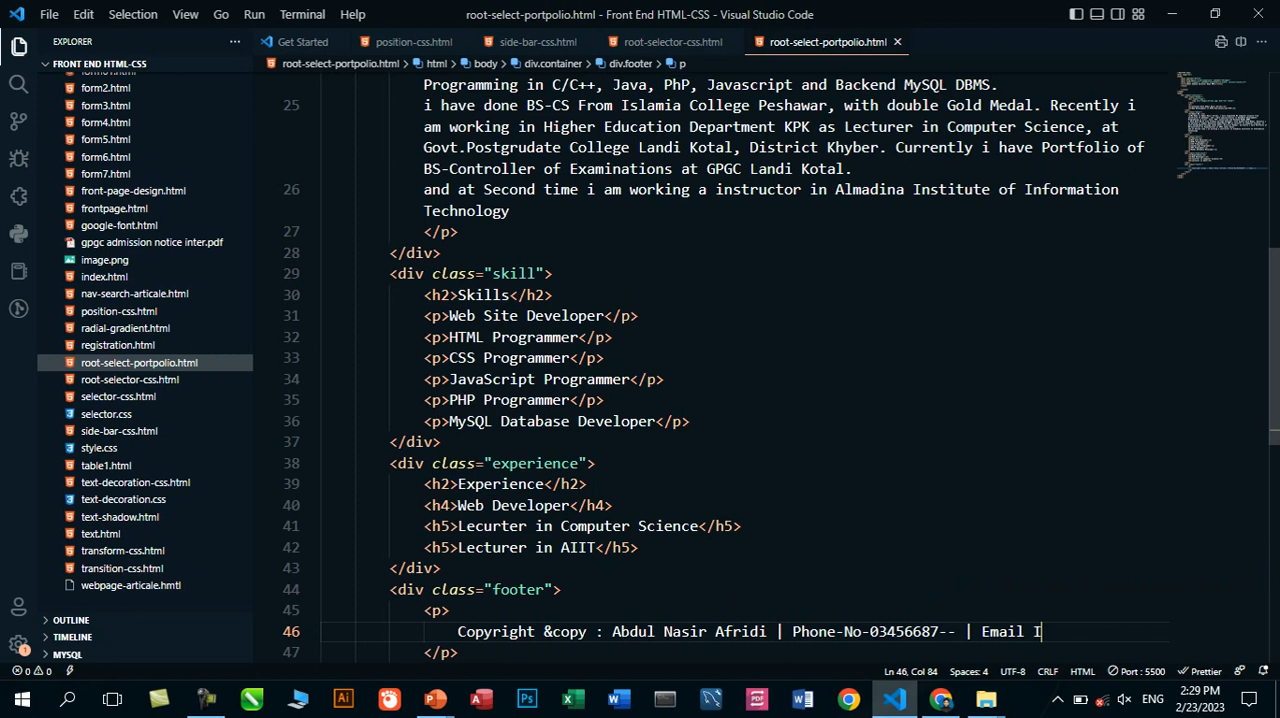 File Edit Selection View Go Run Terminal Help root-select-portpolio.html - Front End HTML-CSS - Visual Studio Code
EXPLORER ··· Get Started position-css.html side-bar-css.html root-selector-css.html root-select-portpolio.html
root-select-portpolio.html > html > body > div.container > div.footer > p
FRONT END HTML-CSS
form2.html
form3.html
form4.html
form5.html
form6.html
form7.html
front-page-design.html
frontpage.html
google-font.html
gpgc admission notice inter.pdf
image.png
index.html
nav-search-articale.html
position-css.html
radial-gradient.html
registration.html
root-select-portpolio.html
root-selector-css.html
selector-css.html
selector.css
side-bar-css.html
style.css
table1.html
text-decoration-css.html
text-decoration.css
text-shadow.html
text.html
transform-css.html
transition-css.html
webpage-articale.hmtl
OUTLINE
TIMELINE
MYSQL
Programming in C/C++, Java, PhP, Javascript and Backend MySQL DBMS.
25 i have done BS-CS From Islamia College Peshawar, with double Gold Medal. Recently i
am working in Higher Education Department KPK as Lecturer in Computer Science, at
Govt.Postgrudate College Landi Kotal, District Khyber. Currently i have Portfolio of
BS-Controller of Examinations at GPGC Landi Kotal.
26 and at Second time i am working a instructor in Almadina Institute of Information
Technology
27 </p>
28 </div>
29 <div class="skill">
30 <h2>Skills</h2>
31 <p>Web Site Developer</p>
32 <p>HTML Programmer</p>
33 <p>CSS Programmer</p>
34 <p>JavaScript Programmer</p>
35 <p>PHP Programmer</p>
36 <p>MySQL Database Developer</p>
37 </div>
38 <div class="experience">
39 <h2>Experience</h2>
40 <h4>Web Developer</h4>
41 <h5>Lecurter in Computer Science</h5>
42 <h5>Lecturer in AIIT</h5>
43 </div>
44 <div class="footer">
45 <p>
46 Copyright &copy : Abdul Nasir Afridi | Phone-No-03456687-- | Email I
47 </p>
0 0 Ln 46, Col 84 Spaces: 4 UTF-8 CRLF HTML Port : 5500 Prettier
ENG 2:29 PM
2/23/2023